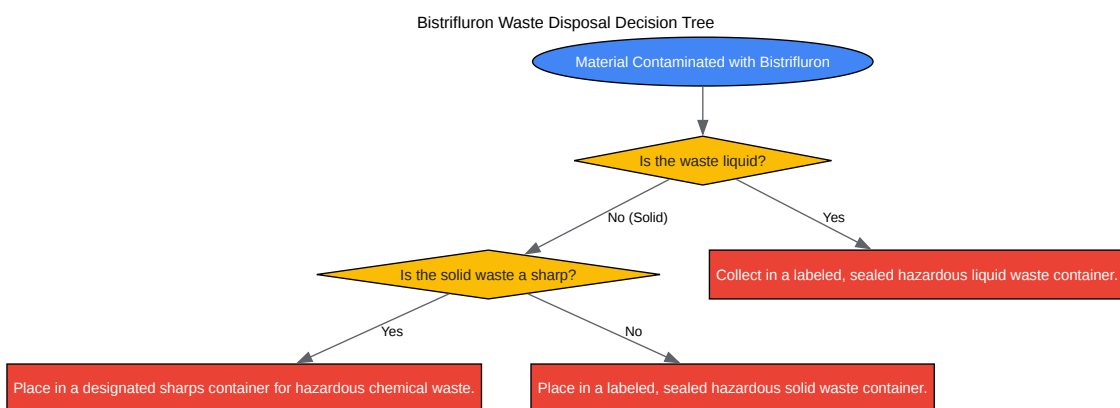 Bistrifluron Waste Disposal Decision Tree
Material Contaminated with Bistrifluron
Is the waste liquid?
No (Solid)
Yes
Is the solid waste a sharp?
Collect in a labeled, sealed hazardous liquid waste container.
Yes
No
Place in a designated sharps container for hazardous chemical waste.
Place in a labeled, sealed hazardous solid waste container.